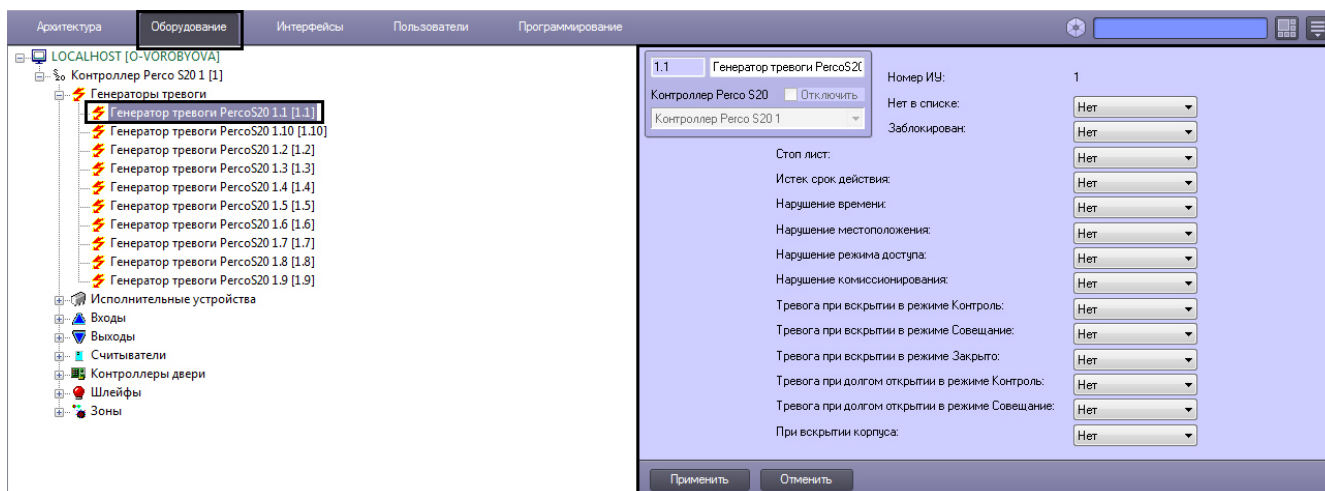 Архитектура
Оборудование
Интерфейсы
Пользователи
Программирование
LOCALHOST [O-VOROBYOVA]
Контроллер Perco S20 1 [1]
Генераторы тревоги
Генератор тревоги PercoS20 1.1 [1.1]
Генератор тревоги PercoS20 1.10 [1.10]
Генератор тревоги PercoS20 1.2 [1.2]
Генератор тревоги PercoS20 1.3 [1.3]
Генератор тревоги PercoS20 1.4 [1.4]
Генератор тревоги PercoS20 1.5 [1.5]
Генератор тревоги PercoS20 1.6 [1.6]
Генератор тревоги PercoS20 1.7 [1.7]
Генератор тревоги PercoS20 1.8 [1.8]
Генератор тревоги PercoS20 1.9 [1.9]
Исполнительные устройства
Входы
Выходы
Считыватели
Контроллеры двери
Шлейфы
Зоны
1.1 Генератор тревоги PercoS2(
Контроллер Perco S20 Отключить
Контроллер Perco S20 1
Номер ИУ: 1
Нет в списке: Нет
Заблокирован: Нет
Стоп лист: Нет
Истек срок действия: Нет
Нарушение времени: Нет
Нарушение местоположения: Нет
Нарушение режима доступа: Нет
Нарушение комиссионирования: Нет
Тревога при вскрытии в режиме Контроль: Нет
Тревога при вскрытии в режиме Совещание: Нет
Тревога при вскрытии в режиме Закрыто: Нет
Тревога при долгом открытии в режиме Контроль: Нет
Тревога при долгом открытии в режиме Совещание: Нет
При вскрытии корпуса: Нет
Применить
Отменить